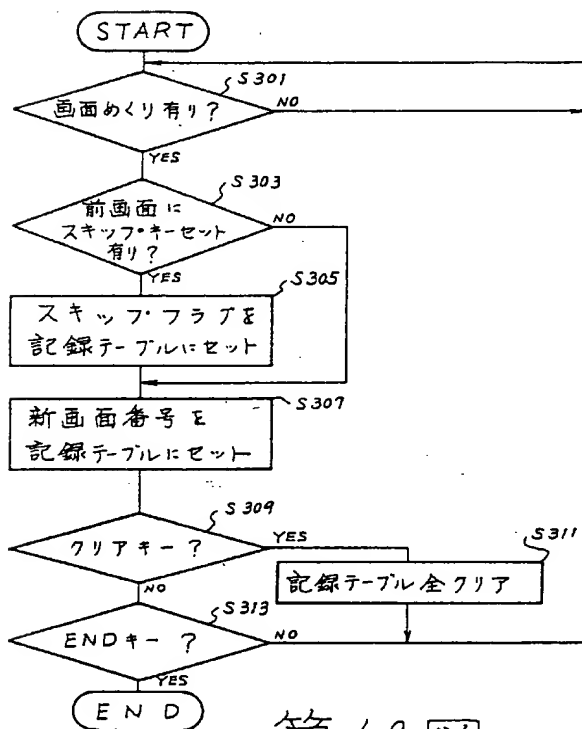 START
S301
画面めくり有り?
NO
YES
S303
前画面に
スキップ・キーセット
有り?
NO
YES
S305
スキップ・フラグを
記録テーブルにセット
S307
新画面番号を
記録テーブルにセット
S309
クリアキー?
YES
NO
S311
記録テーブル全クリア
S313
ENDキー?
NO
YES
END